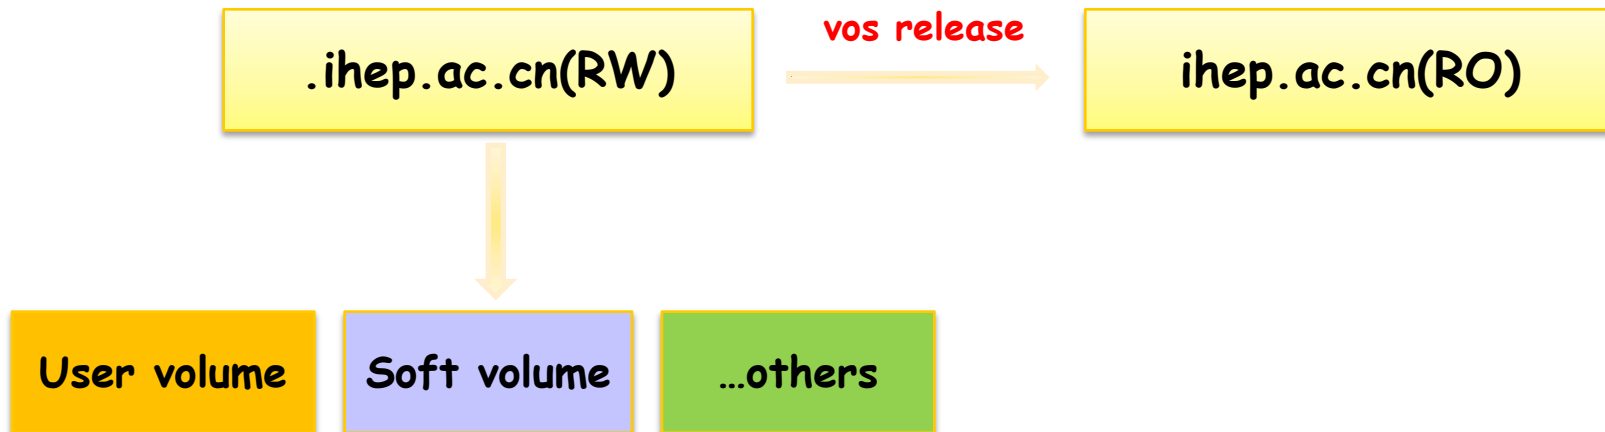 .ihep.ac.cn(RW)
vos release
ihep.ac.cn(RO)
User volume
Soft volume
…others